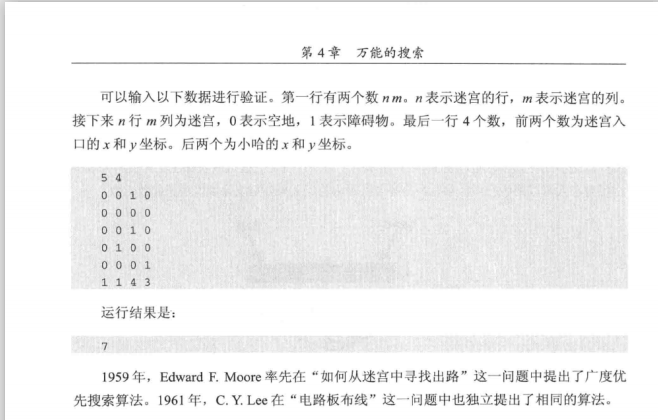 第 4 章 万能的搜索
可以输入以下数据进行验证。第一行有两个数 n m。n 表示迷宫的行，m 表示迷宫的列。
接下来 n 行 m 列为迷宫，0 表示空地，1 表示障碍物。最后一行 4 个数，前两个数为迷宫入
口的 x 和 y 坐标。后两个为小哈的 x 和 y 坐标。
5 4
0 0 1 0
0 0 0 0
0 0 1 0
0 1 0 0
0 0 0 1
1 1 4 3
运行结果是：
7
1959 年，Edward F. Moore 率先在“如何从迷宫中寻找出路”这一问题中提出了广度优
先搜索算法。1961 年，C. Y. Lee 在“电路板布线”这一问题中也独立提出了相同的算法。